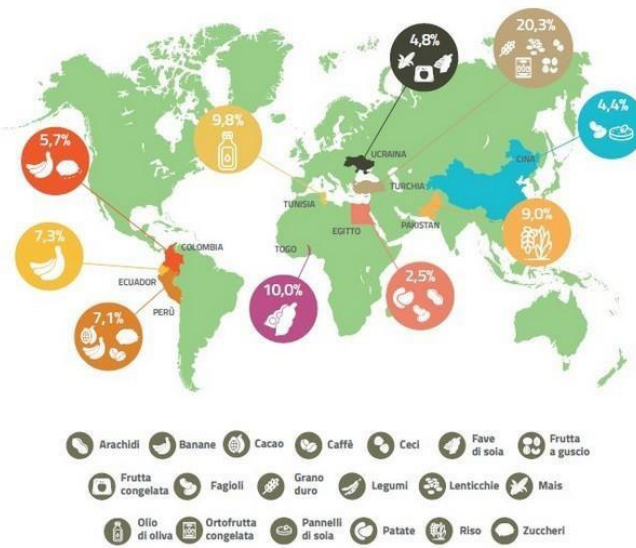 20,3%
4,8%
4,4%
9,8%
5,7%
UCRAINA
CINA
TURCHIA
TUNISIA
PAKISTAN
9,0%
EGITTO
COLOMBIA
7,3%
TOGO
ECUADOR
2,5%
PERÙ
10,0%
7,1%
Arachidi Banane Cacao Caffè Ceci Fave di soia Frutta a guscio
Frutta congelata Fagioli Grano duro Legumi Lenticchie Mais
Olio di oliva Ortofrutta congelata Pannelli di soia Patate Riso Zuccheri